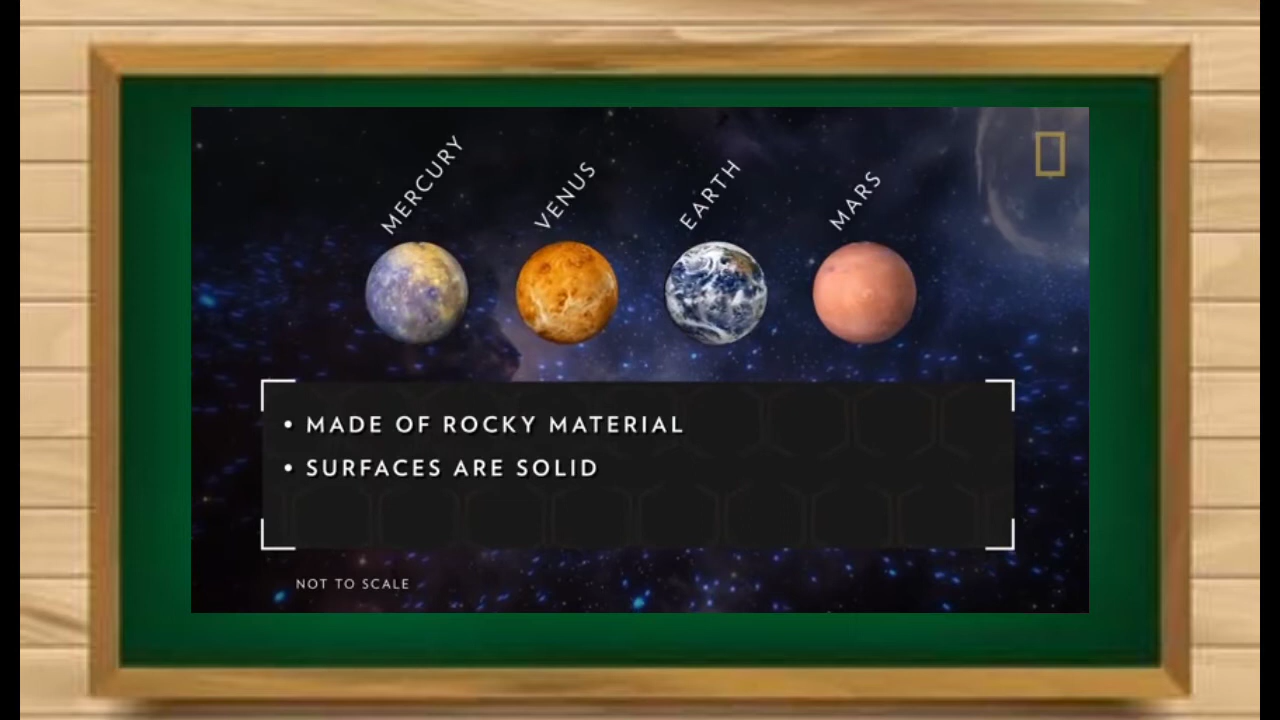 MERCURY
VENUS
EARTH
MARS
• MADE OF ROCKY MATERIAL
• SURFACES ARE SOLID
NOT TO SCALE